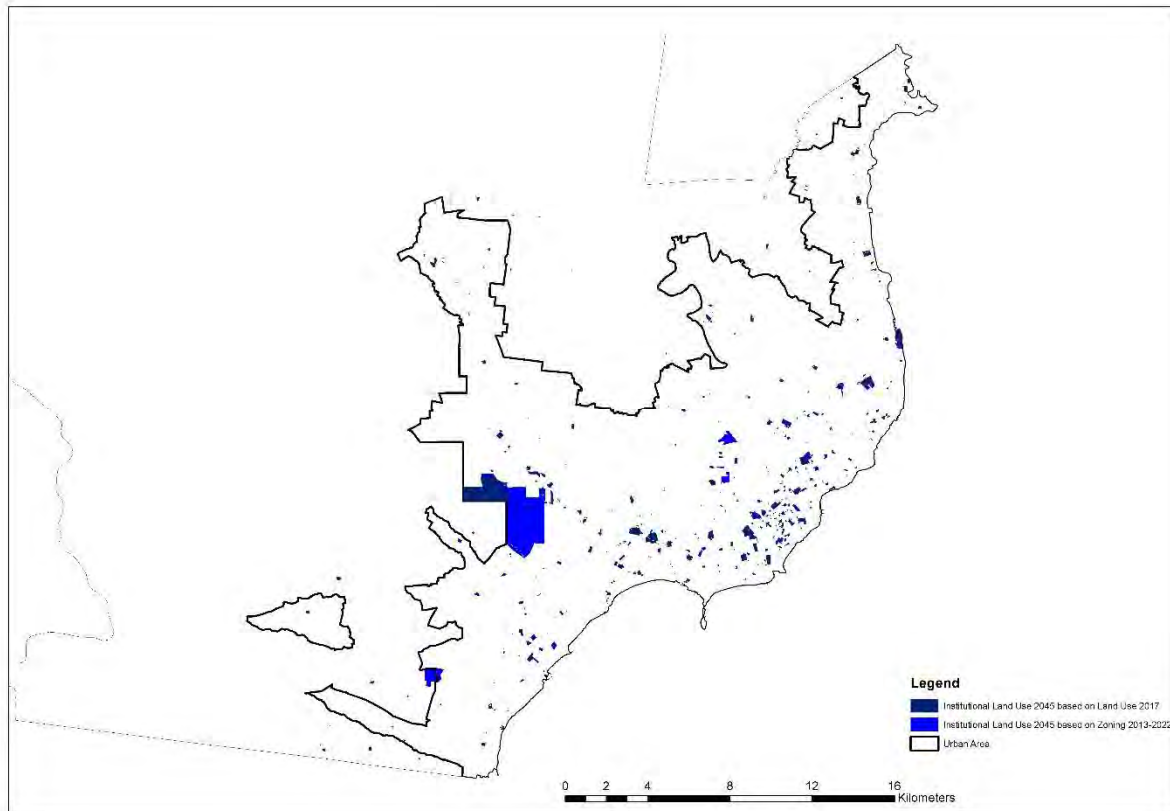 Legend
Institutional Land Use 2045 based on Land Use 2017
Institutional Land Use 2045 based on Zoning 2013-2022
Urban Area
0 2 4 8 12 16
Kilometers